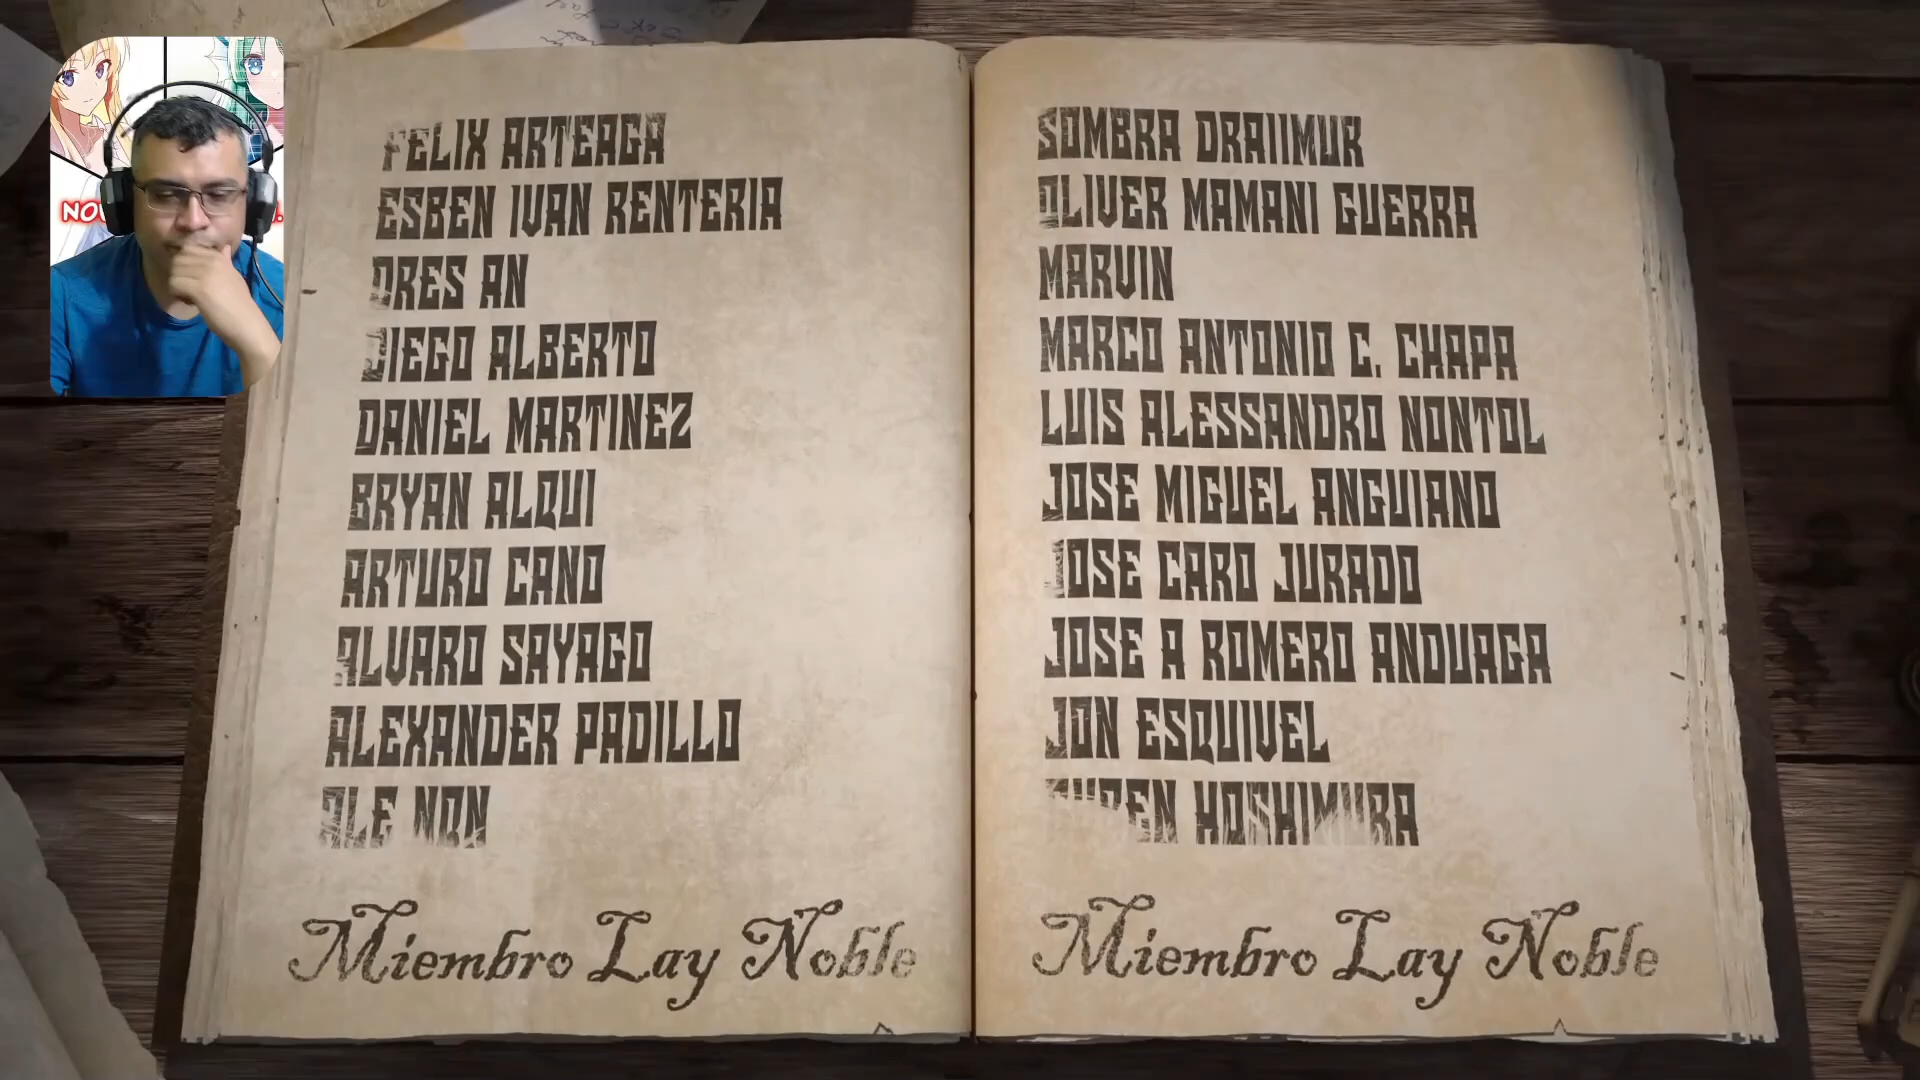 FELIX ARTEAGA
ESBEN IVAN RENTERIA
DRES AN
DIEGO ALBERTO
DANIEL MARTINEZ
BRYAN ALQUI
ARTURO CANO
ALVARO SAYAGO
ALEXANDER PADILLO
ALE NON
Miembro Lay Noble
SOMBRA DRAIIMUR
OLIVER MAMANI GUERRA
MARVIN
MARCO ANTONIO C. CHAPA
LUIS ALESSANDRO NONTOL
JOSE MIGUEL ANGUIANO
JOSE CARO JURADO
JOSE A ROMERO ANDUAGA
JON ESQUIVEL
HOSHIMURA
Miembro Lay Noble